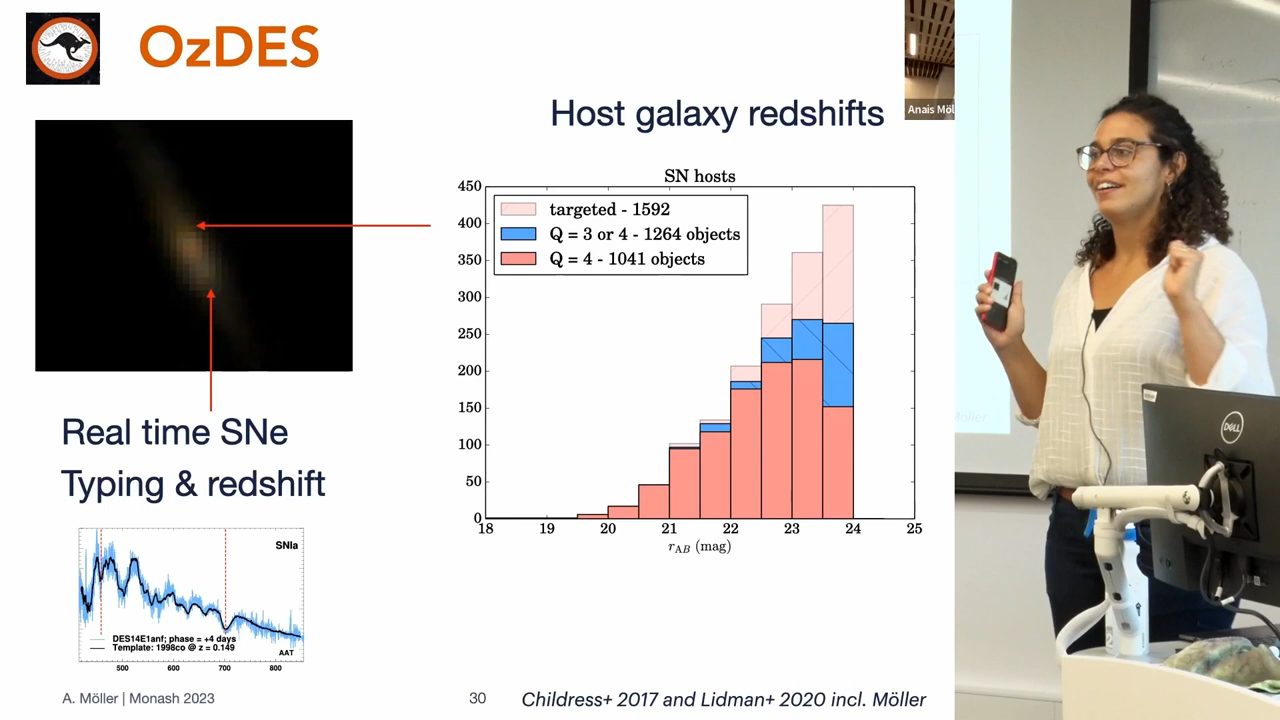 OzDES
Host galaxy redshifts
Anais Möl
SN hosts
450
400
350
300
250
200
150
100
50
0
targeted - 1592
Q = 3 or 4 - 1264 objects
Q = 4 - 1041 objects
18 19 20 21 22 23 24 25
r_AB (mag)
Real time SNe
Typing & redshift
SNIa
DES14E1anf; phase = +4 days
Template: 1998co @ z = 0.149
AAT
500 600 700 800
A. Möller | Monash 2023
30
Childress+ 2017 and Lidman+ 2020 incl. Möller
DELL